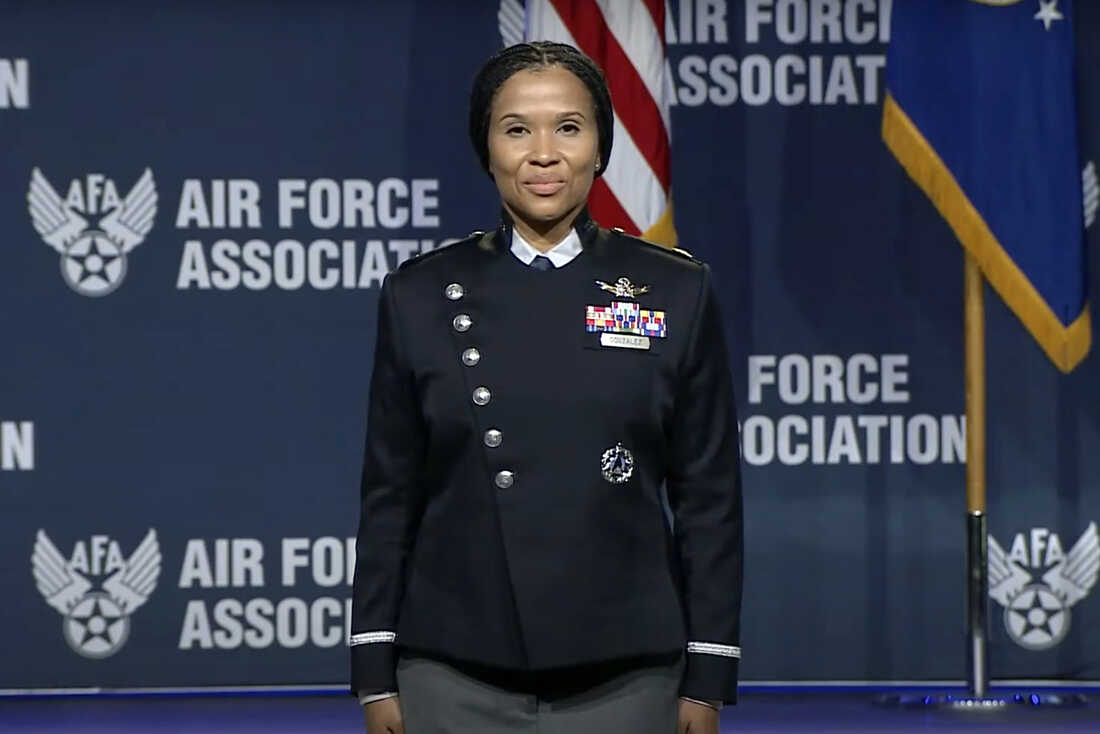 AIR FORCE
ASSOCIATION
N
AFA
AIR FORCE
ASSOCIATION
GONZALEZ
FORCE
SOCIATION
N
AFA
AIR FOR
ASSOCIA
AFA